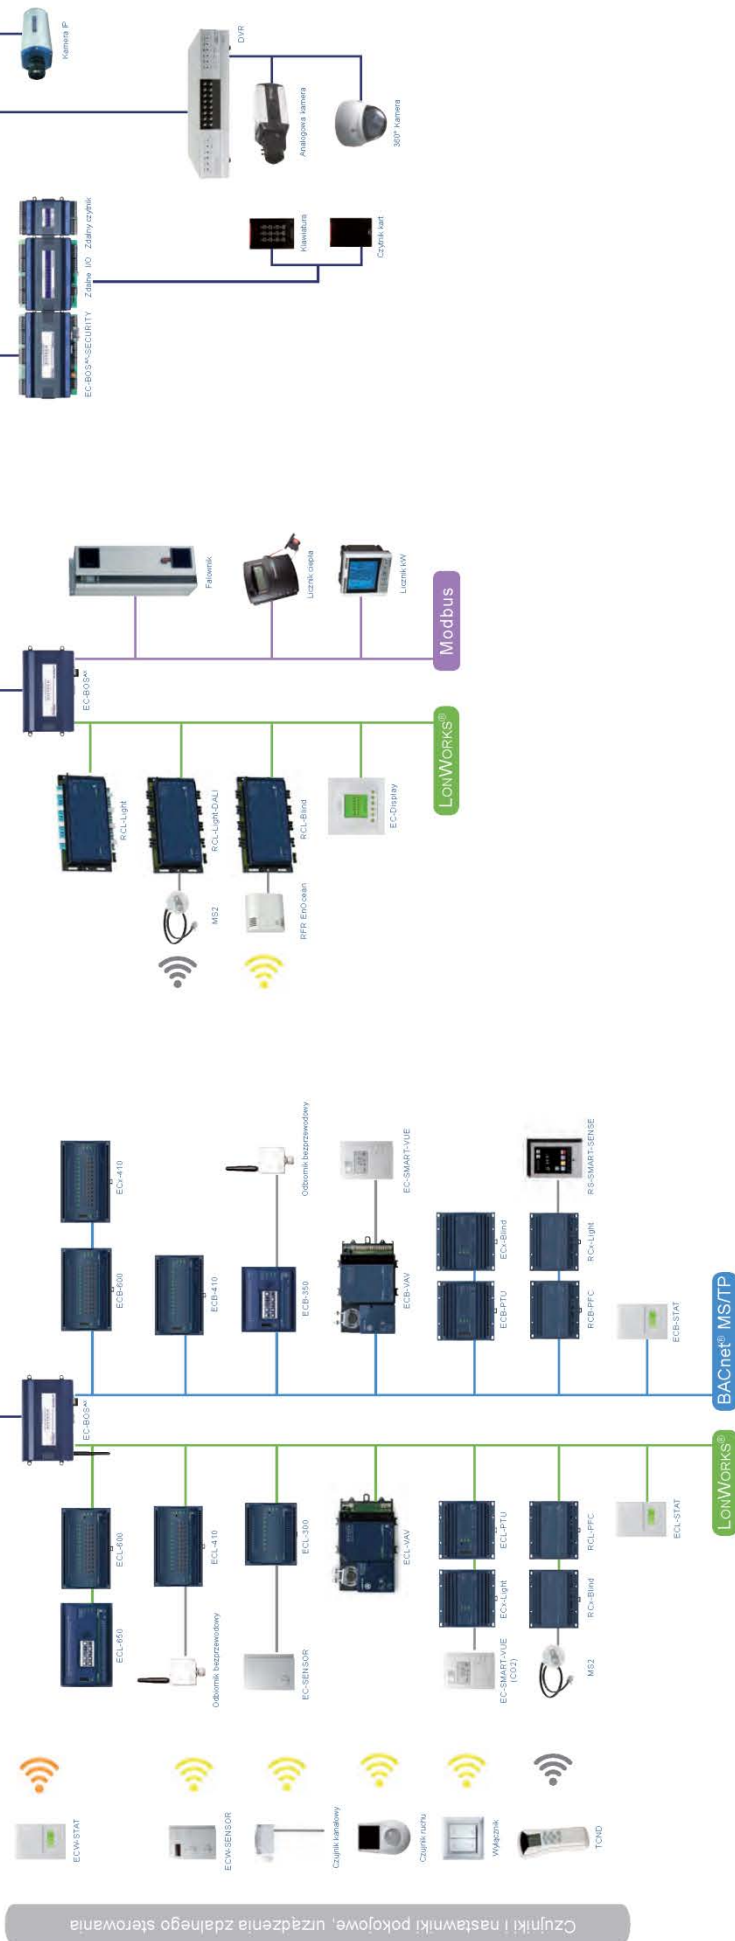 Kamera IP
DVR
Analogowa kamera
360° Kamera
Zdalny czytnik
Zdalne I/O
EC-BOSᴬˣ-SECURITY
Klawiatura
Czytnik kart
Falownik
Licznik ciepła
Licznik kW
EC-BOSᴬˣ
Modbus
LONWORKS®
RCL-Light
RCL-Light-DALI
RCL-Blind
EC-Display
MS2
RFR EnOcean
ECx-410
ECB-600
ECB-410
Odbiornik bezprzewodowy
ECB-350
EC-SMART-VUE
ECB-VAV
ECx-Blind
ECB-PTU
RS-SMART-SENSE
RCx-Light
RCB-PFC
ECB-STAT
EC-BOSᴬˣ
BACnet® MS/TP
LONWORKS®
ECL-600
ECL-650
ECL-410
Odbiornik bezprzewodowy
ECL-300
EC-SENSOR
ECL-VAV
ECL-PTU
ECx-Light
EC-SMART-VUE
(CO2)
RCL-PFC
RCx-Blind
MS2
ECL-STAT
ECW-STAT
ECW-SENSOR
Czujnik kanałowy
Czujnik ruchu
Wyłącznik
TCND
Czujniki i nastawniki pokojowe, urządzenia zdalnego sterowania